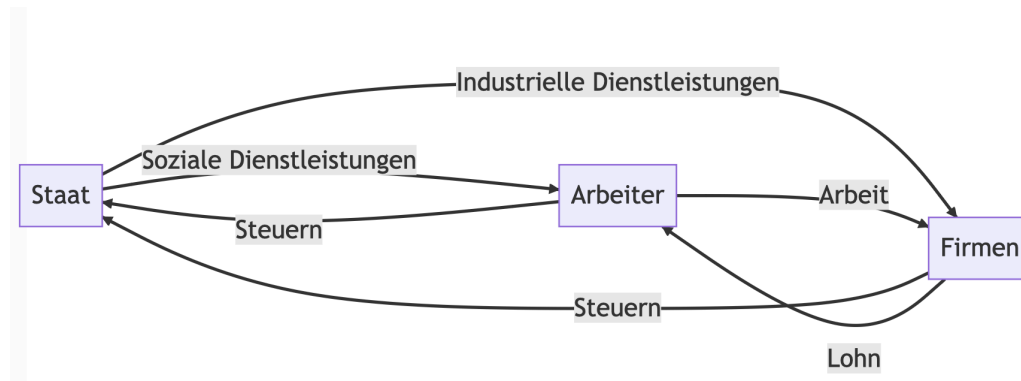 Industrielle Dienstleistungen
Soziale Dienstleistungen
Staat
Arbeiter
Arbeit
Steuern
Firmen
Steuern
Lohn